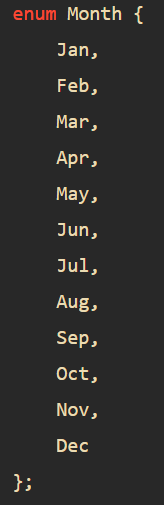 enum Month {
    Jan,
    Feb,
    Mar,
    Apr,
    May,
    Jun,
    Jul,
    Aug,
    Sep,
    Oct,
    Nov,
    Dec
};